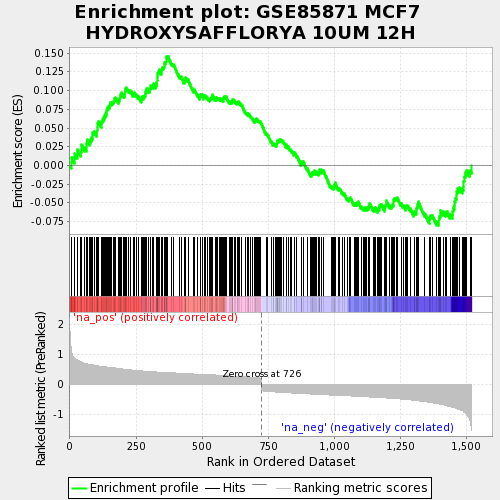 Enrichment plot: GSE85871 MCF7
HYDROXYSAFFLORYA 10UM 12H
Enrichment score (ES)
0.150
0.125
0.100
0.075
0.050
0.025
0.000
-0.025
-0.050
-0.075
'na_pos' (positively correlated)
Zero cross at 726
'na_neg' (negatively correlated)
Ranked list metric (PreRanked)
2
1
0
-1
0
250
500
750
1,000
1,250
1,500
Rank in Ordered Dataset
Enrichment profile
Hits
Ranking metric scores